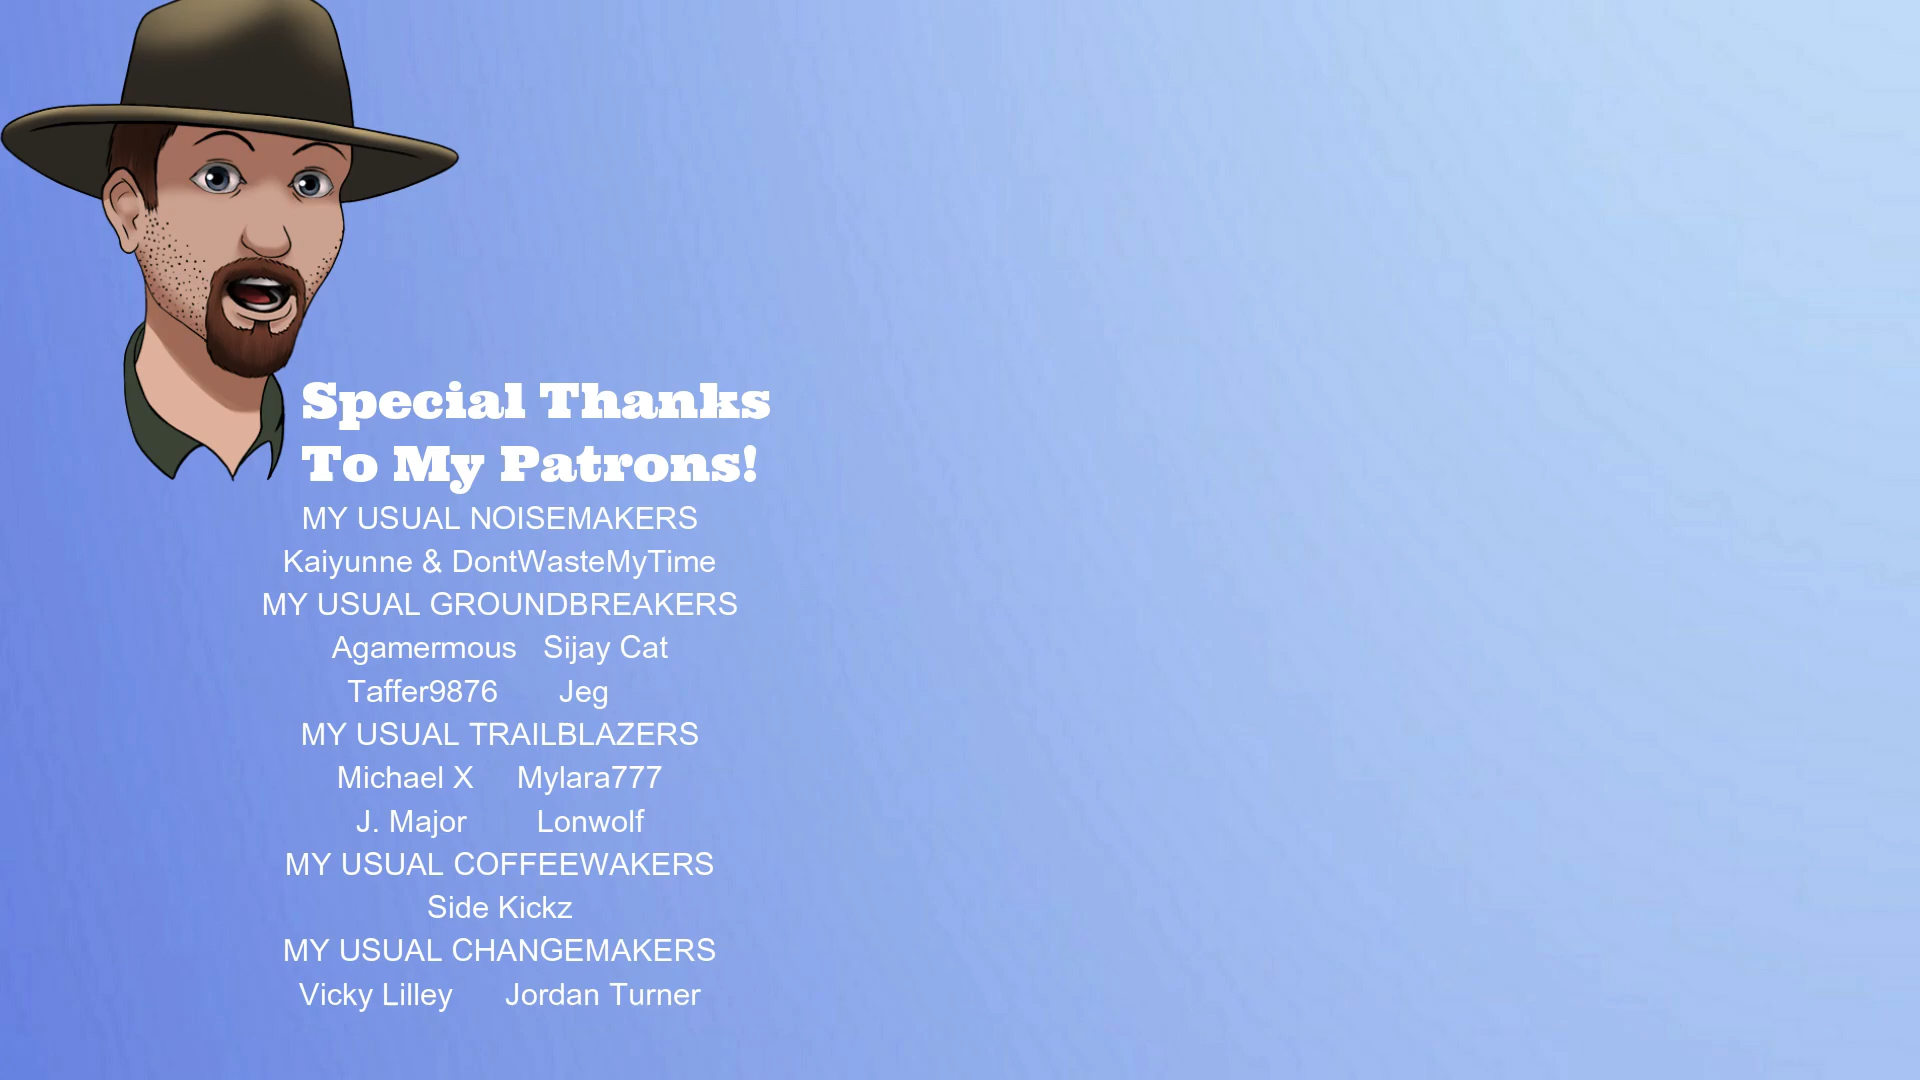 Special Thanks
To My Patrons!
MY USUAL NOISEMAKERS
Kaiyunne & DontWasteMyTime
MY USUAL GROUNDBREAKERS
Agamermous Sijay Cat
Taffer9876 Jeg
MY USUAL TRAILBLAZERS
Michael X Mylara777
J. Major Lonwolf
MY USUAL COFFEEWAKERS
Side Kickz
MY USUAL CHANGEMAKERS
Vicky Lilley Jordan Turner